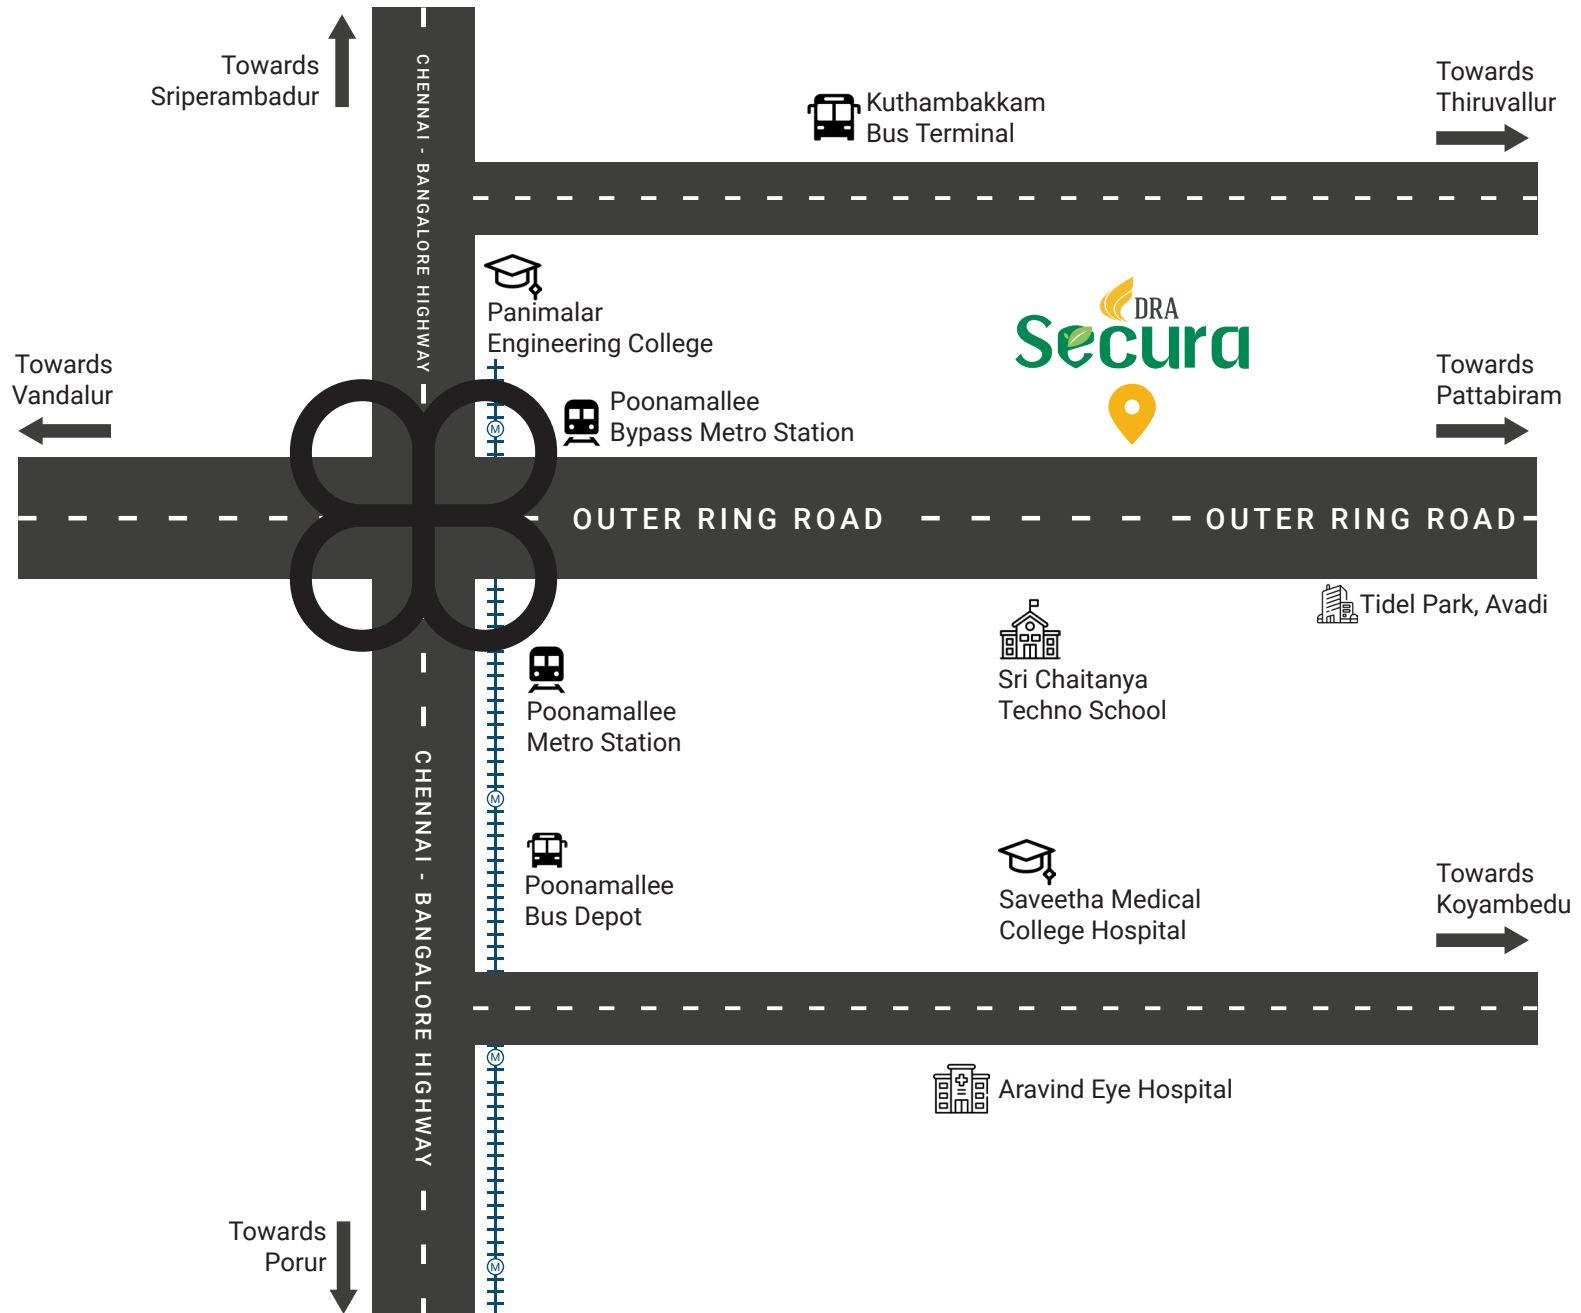 Towards
Sriperambadur
CHENNAI - BANGALORE HIGHWAY
Kuthambakkam
Bus Terminal
Towards
Thiruvallur
Panimalar
Engineering College
DRA
Secura
Towards
Vandalur
Poonamallee
Bypass Metro Station
Towards
Pattabiram
M
OUTER RING ROAD
OUTER RING ROAD
Tidel Park, Avadi
Sri Chaitanya
Techno School
Poonamallee
Metro Station
CHENNAI - BANGALORE HIGHWAY
M
Poonamallee
Bus Depot
Saveetha Medical
College Hospital
Towards
Koyambedu
M
Aravind Eye Hospital
Towards
Porur
M